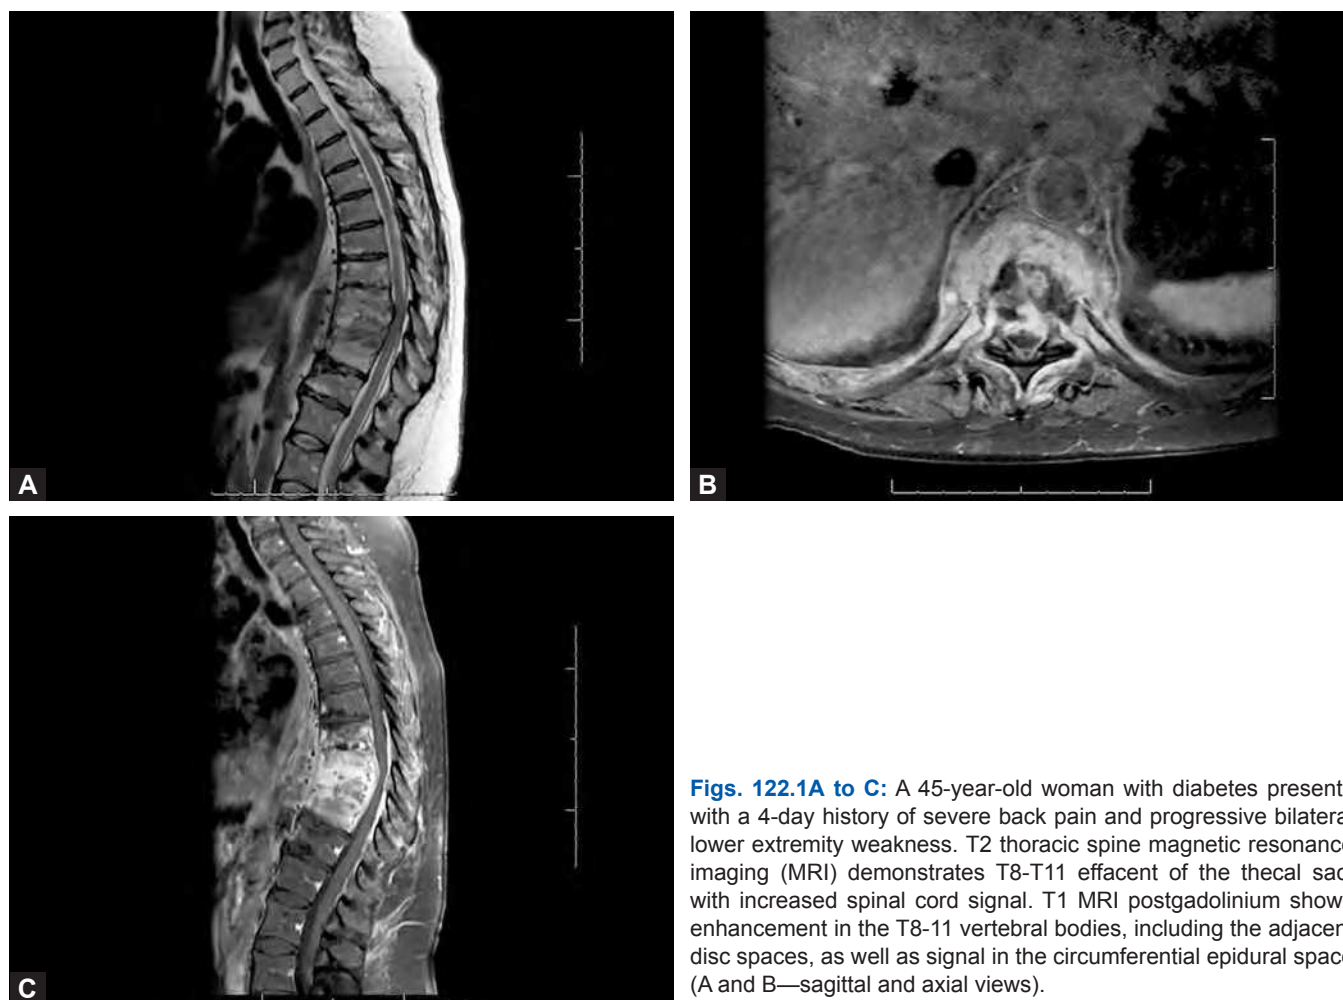 A
B
C
Figs. 122.1A to C: A 45-year-old woman with diabetes present
with a 4-day history of severe back pain and progressive bilatera
lower extremity weakness. T2 thoracic spine magnetic resonance
imaging (MRI) demonstrates T8-T11 effacent of the thecal sac
with increased spinal cord signal. T1 MRI postgadolinium show
enhancement in the T8-11 vertebral bodies, including the adjacen
disc spaces, as well as signal in the circumferential epidural space
(A and B—sagittal and axial views).